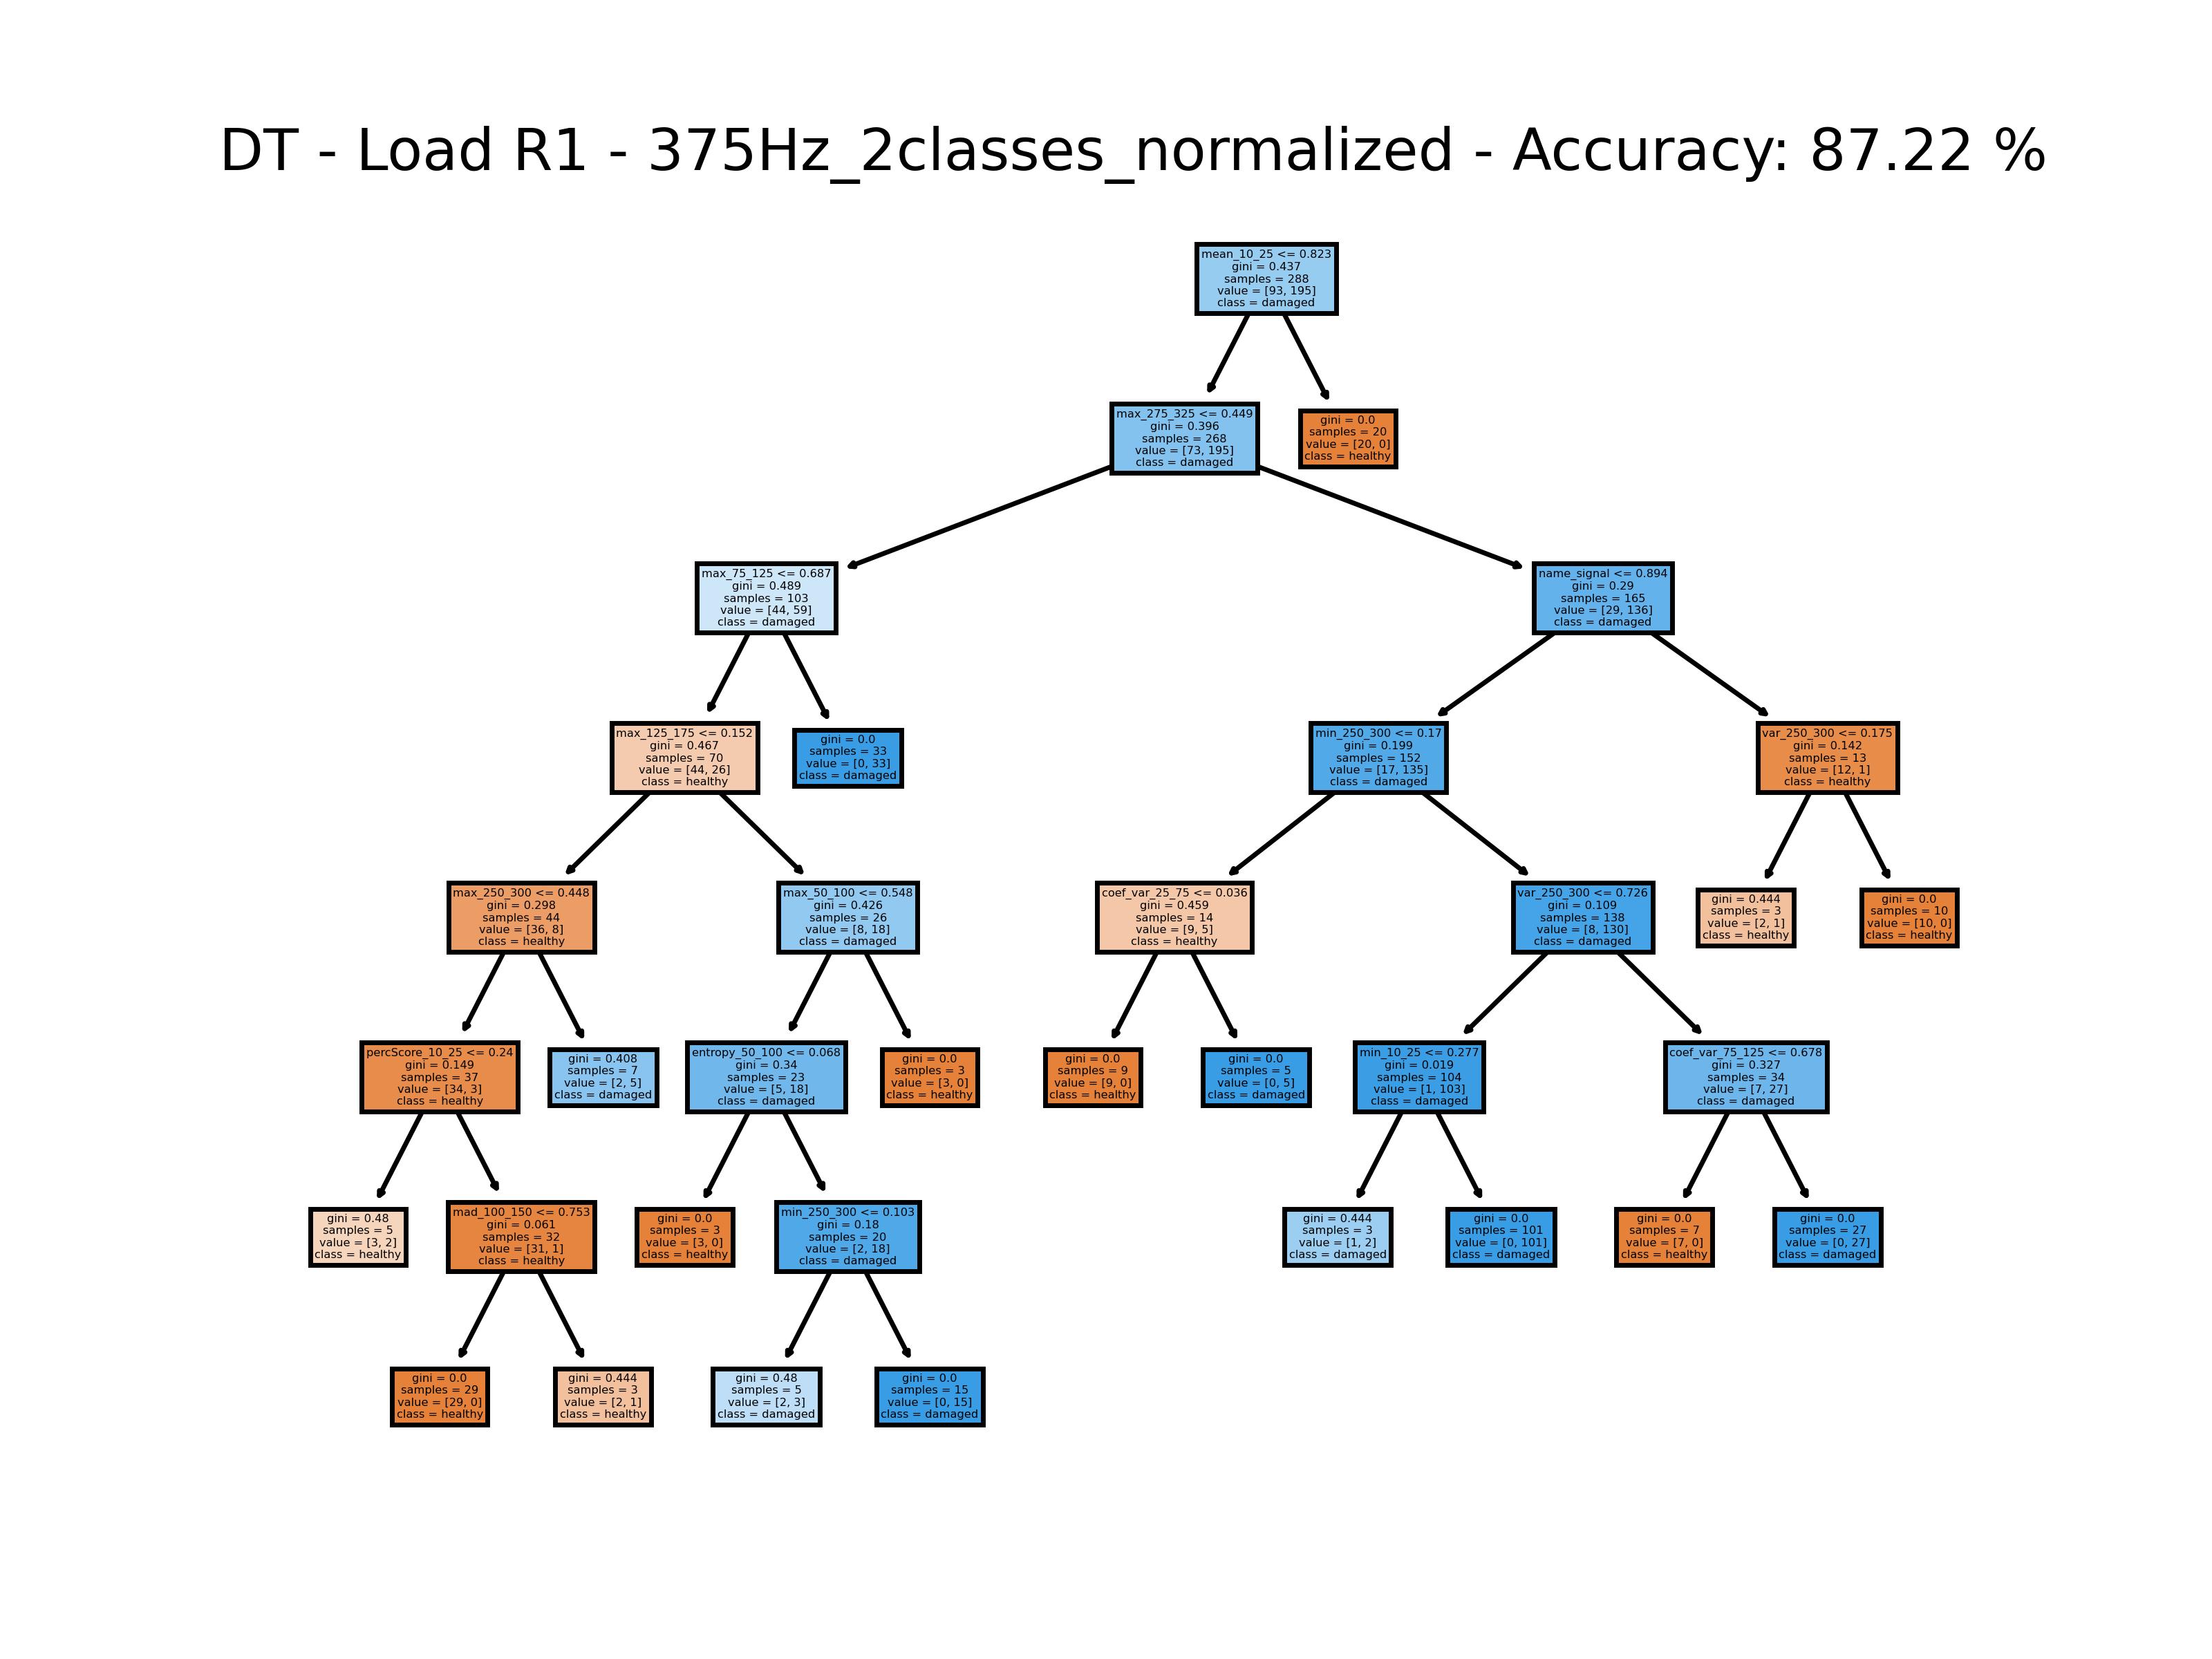 DT - Load R1 - 375Hz_2classes_normalized - Accuracy: 87.22 %
mean_10_25 <= 0.823
gini = 0.437
samples = 288
value = [93, 195]
class = damaged
max_275_325 <= 0.449
gini = 0.396
samples = 268
value = [73, 195]
class = damaged
gini = 0.0
samples = 20
value = [20, 0]
class = healthy
max_75_125 <= 0.687
gini = 0.489
samples = 103
value = [44, 59]
class = damaged
name_signal <= 0.894
gini = 0.29
samples = 165
value = [29, 136]
class = damaged
max_125_175 <= 0.152
gini = 0.467
samples = 70
value = [44, 26]
class = healthy
gini = 0.0
samples = 33
value = [0, 33]
class = damaged
min_250_300 <= 0.17
gini = 0.199
samples = 152
value = [17, 135]
class = damaged
var_250_300 <= 0.175
gini = 0.142
samples = 13
value = [12, 1]
class = healthy
max_250_300 <= 0.448
gini = 0.298
samples = 44
value = [36, 8]
class = healthy
max_50_100 <= 0.548
gini = 0.426
samples = 26
value = [8, 18]
class = damaged
coef_var_25_75 <= 0.036
gini = 0.459
samples = 14
value = [9, 5]
class = healthy
var_250_300 <= 0.726
gini = 0.109
samples = 138
value = [8, 130]
class = damaged
gini = 0.444
samples = 3
value = [2, 1]
class = healthy
gini = 0.0
samples = 10
value = [10, 0]
class = healthy
percScore_10_25 <= 0.24
gini = 0.149
samples = 37
value = [34, 3]
class = healthy
gini = 0.408
samples = 7
value = [2, 5]
class = damaged
entropy_50_100 <= 0.068
gini = 0.34
samples = 23
value = [5, 18]
class = damaged
gini = 0.0
samples = 3
value = [3, 0]
class = healthy
gini = 0.0
samples = 9
value = [9, 0]
class = healthy
gini = 0.0
samples = 5
value = [0, 5]
class = damaged
min_10_25 <= 0.277
gini = 0.019
samples = 104
value = [1, 103]
class = damaged
coef_var_75_125 <= 0.678
gini = 0.327
samples = 34
value = [7, 27]
class = damaged
gini = 0.48
samples = 5
value = [3, 2]
class = healthy
mad_100_150 <= 0.753
gini = 0.061
samples = 32
value = [31, 1]
class = healthy
gini = 0.0
samples = 3
value = [3, 0]
class = healthy
min_250_300 <= 0.103
gini = 0.18
samples = 20
value = [2, 18]
class = damaged
gini = 0.444
samples = 3
value = [1, 2]
class = damaged
gini = 0.0
samples = 101
value = [0, 101]
class = damaged
gini = 0.0
samples = 7
value = [7, 0]
class = healthy
gini = 0.0
samples = 27
value = [0, 27]
class = damaged
gini = 0.0
samples = 29
value = [29, 0]
class = healthy
gini = 0.444
samples = 3
value = [2, 1]
class = healthy
gini = 0.48
samples = 5
value = [2, 3]
class = damaged
gini = 0.0
samples = 15
value = [0, 15]
class = damaged